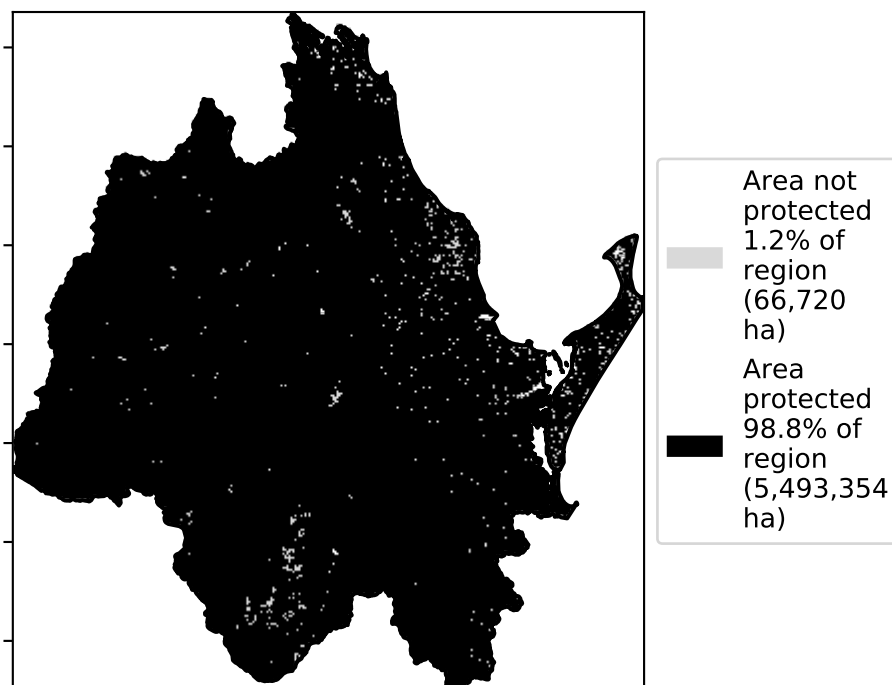 Area not
protected
1.2% of
region
(66,720
ha)
Area
protected
98.8% of
region
(5,493,354
ha)